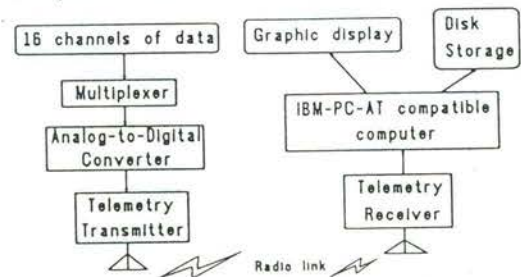 16 channels of data
Multiplexer
Analog-to-Digital
Converter
Telemetry
Transmitter
Graphic display
Disk
Storage
IBM-PC-AT compatible
computer
Telemetry
Receiver
Radio link